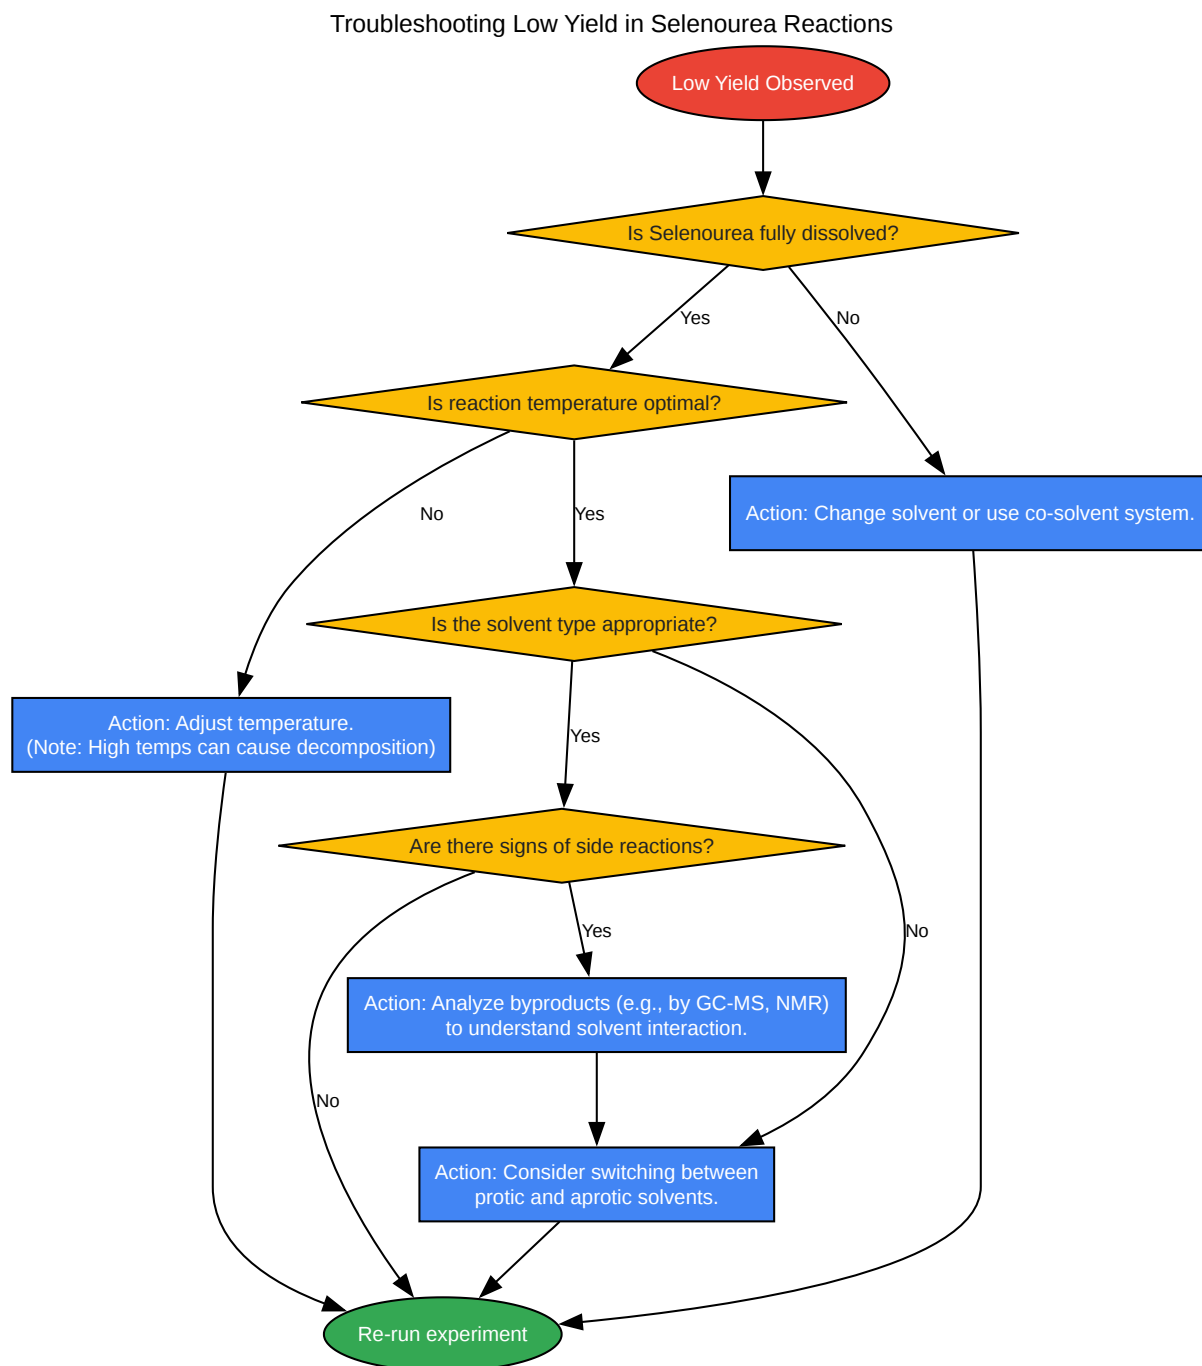 Troubleshooting Low Yield in Selenourea Reactions
Low Yield Observed
Is Selenourea fully dissolved?
Yes
No
Is reaction temperature optimal?
No
Yes
Action: Change solvent or use co-solvent system.
Is the solvent type appropriate?
Action: Adjust temperature.
(Note: High temps can cause decomposition)
Yes
No
Are there signs of side reactions?
Yes
No
Action: Analyze byproducts (e.g., by GC-MS, NMR)
to understand solvent interaction.
Action: Consider switching between
protic and aprotic solvents.
Re-run experiment